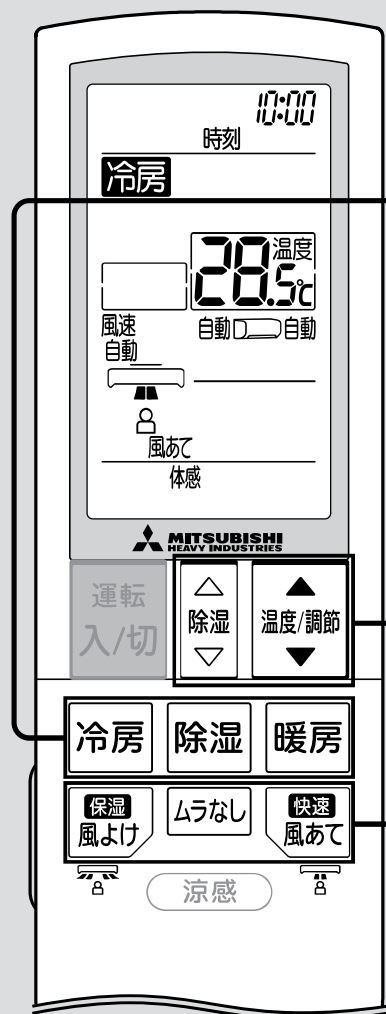 10:00
時刻
冷房
温度
28.5℃
風速
自動
自動 自動
風あて
体感
MITSUBISHI
HEAVY INDUSTRIES
運転
入/切
△
除湿
▽
▲
温度/調節
▼
冷房 除湿 暖房
保湿
風よけ
ムラなし
快速
風あて
涼感